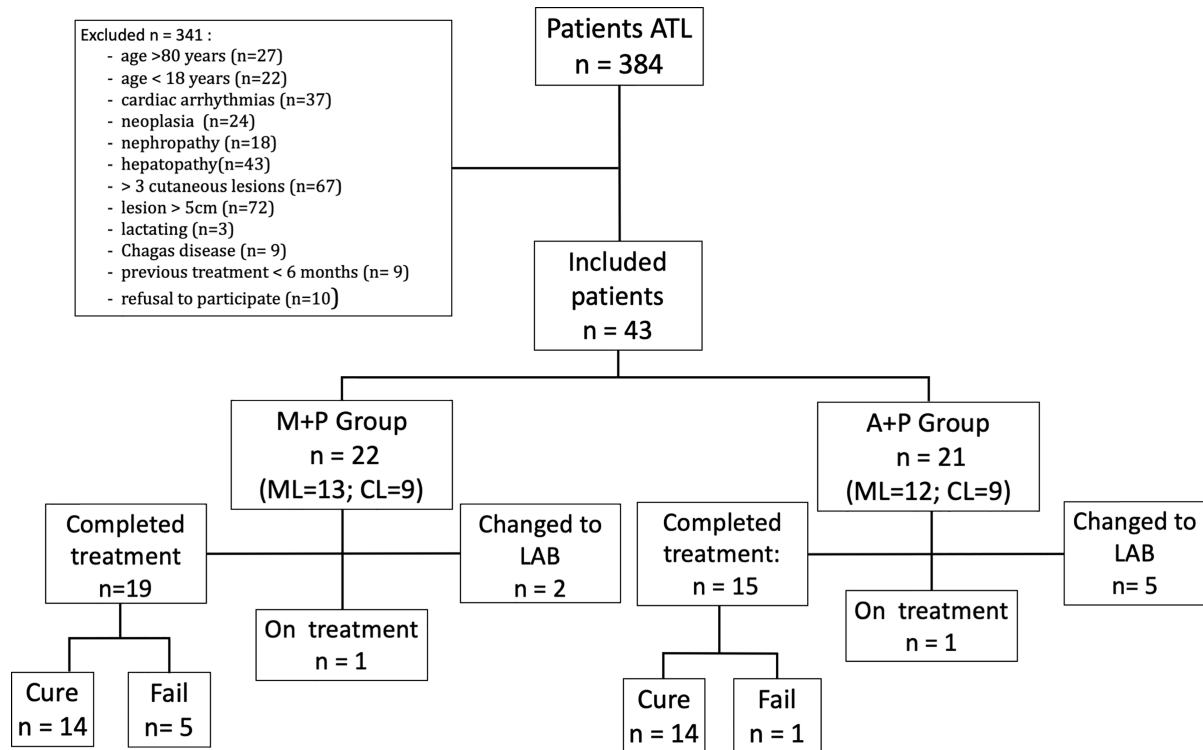 Patients ATL
n = 384
Excluded n = 341 :
- age >80 years (n=27)
- age < 18 years (n=22)
- cardiac arrhythmias (n=37)
- neoplasia (n=24)
- nephropathy (n=18)
- hepatopathy(n=43)
- > 3 cutaneous lesions (n=67)
- lesion > 5cm (n=72)
- lactating (n=3)
- Chagas disease (n= 9)
- previous treatment < 6 months (n= 9)
- refusal to participate (n=10)
Included
patients
n = 43
M+P Group
n = 22
(ML=13; CL=9)
A+P Group
n = 21
(ML=12; CL=9)
Completed
treatment
n=19
Changed to
LAB
n = 2
On treatment
n = 1
Cure
n = 14
Fail
n= 5
Completed
treatment:
n = 15
Changed to
LAB
n= 5
On treatment
n = 1
Cure
n = 14
Fail
n = 1